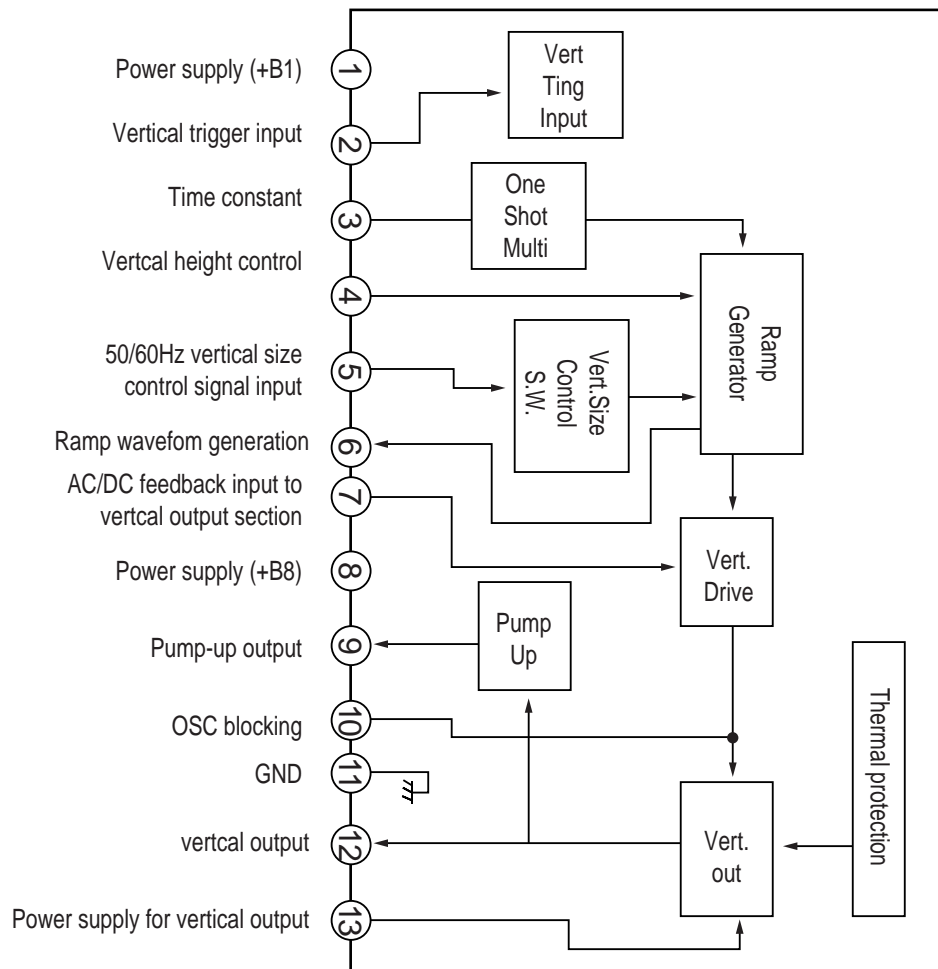 Power supply (+B1)
1
Vert
Ting
Input
Vertical trigger input
2
Time constant
3
One
Shot
Multi
Vertcal height control
4
Ramp
Generator
50/60Hz vertical size
control signal input
5
Vert.Size
Control
S.W.
Ramp wavefom generation
6
AC/DC feedback input to
vertcal output section
7
Vert.
Drive
Power supply (+B8)
8
Pump-up output
9
Pump
Up
Thermal protection
OSC blocking
10
GND
11
vertcal output
12
Vert.
out
Power supply for vertical output
13